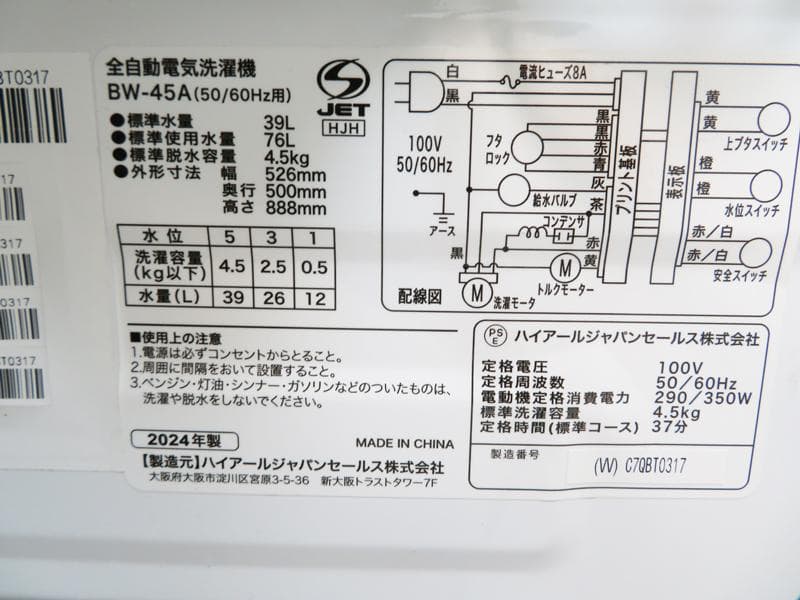 BT0317
17
0317
0317
T0317
全自動電気洗濯機
BW-45A(50/60Hz用)
S
JET
HJH
●標準水量 39L
●標準使用水量 76L
●標準脱水容量 4.5kg
●外形寸法 幅 526mm
奥行 500mm
高さ 888mm
水位 5 3 1
洗濯容量(kg以下) 4.5 2.5 0.5
水量(L) 39 26 12
白
電流ヒューズ8A
黒
100V
50/60Hz
アース
フタロック
黒
黒
赤
青
灰
給水バルブ
茶
コンデンサ
赤
黒
黄
M
洗濯モータ
M
トルクモーター
配線図
プリント基板
表示板
黄
黄
上ブタスイッチ
橙
橙
水位スイッチ
赤/白
赤/白
安全スイッチ
■使用上の注意
1.電源は必ずコンセントからとること。
2.周囲に間隔をおいて設置すること。
3.ベンジン・灯油・シンナー・ガソリンなどのついたものは、
洗濯や脱水をしないでください。
2024年製
MADE IN CHINA
【製造元】ハイアールジャパンセールス株式会社
大阪府大阪市淀川区宮原3-5-36 新大阪トラストタワー7F
PSE ハイアールジャパンセールス株式会社
定格電圧 100V
定格周波数 50/60Hz
電動機定格消費電力 290/350W
標準洗濯容量 4.5kg
定格時間(標準コース) 37分
製造番号
(W) C7QBT0317